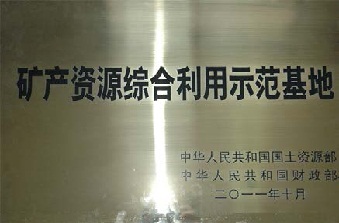 矿产资源综合利用示范基地
中华人民共和国国土资源部
中华人民共和国财政部
二〇一一年十月